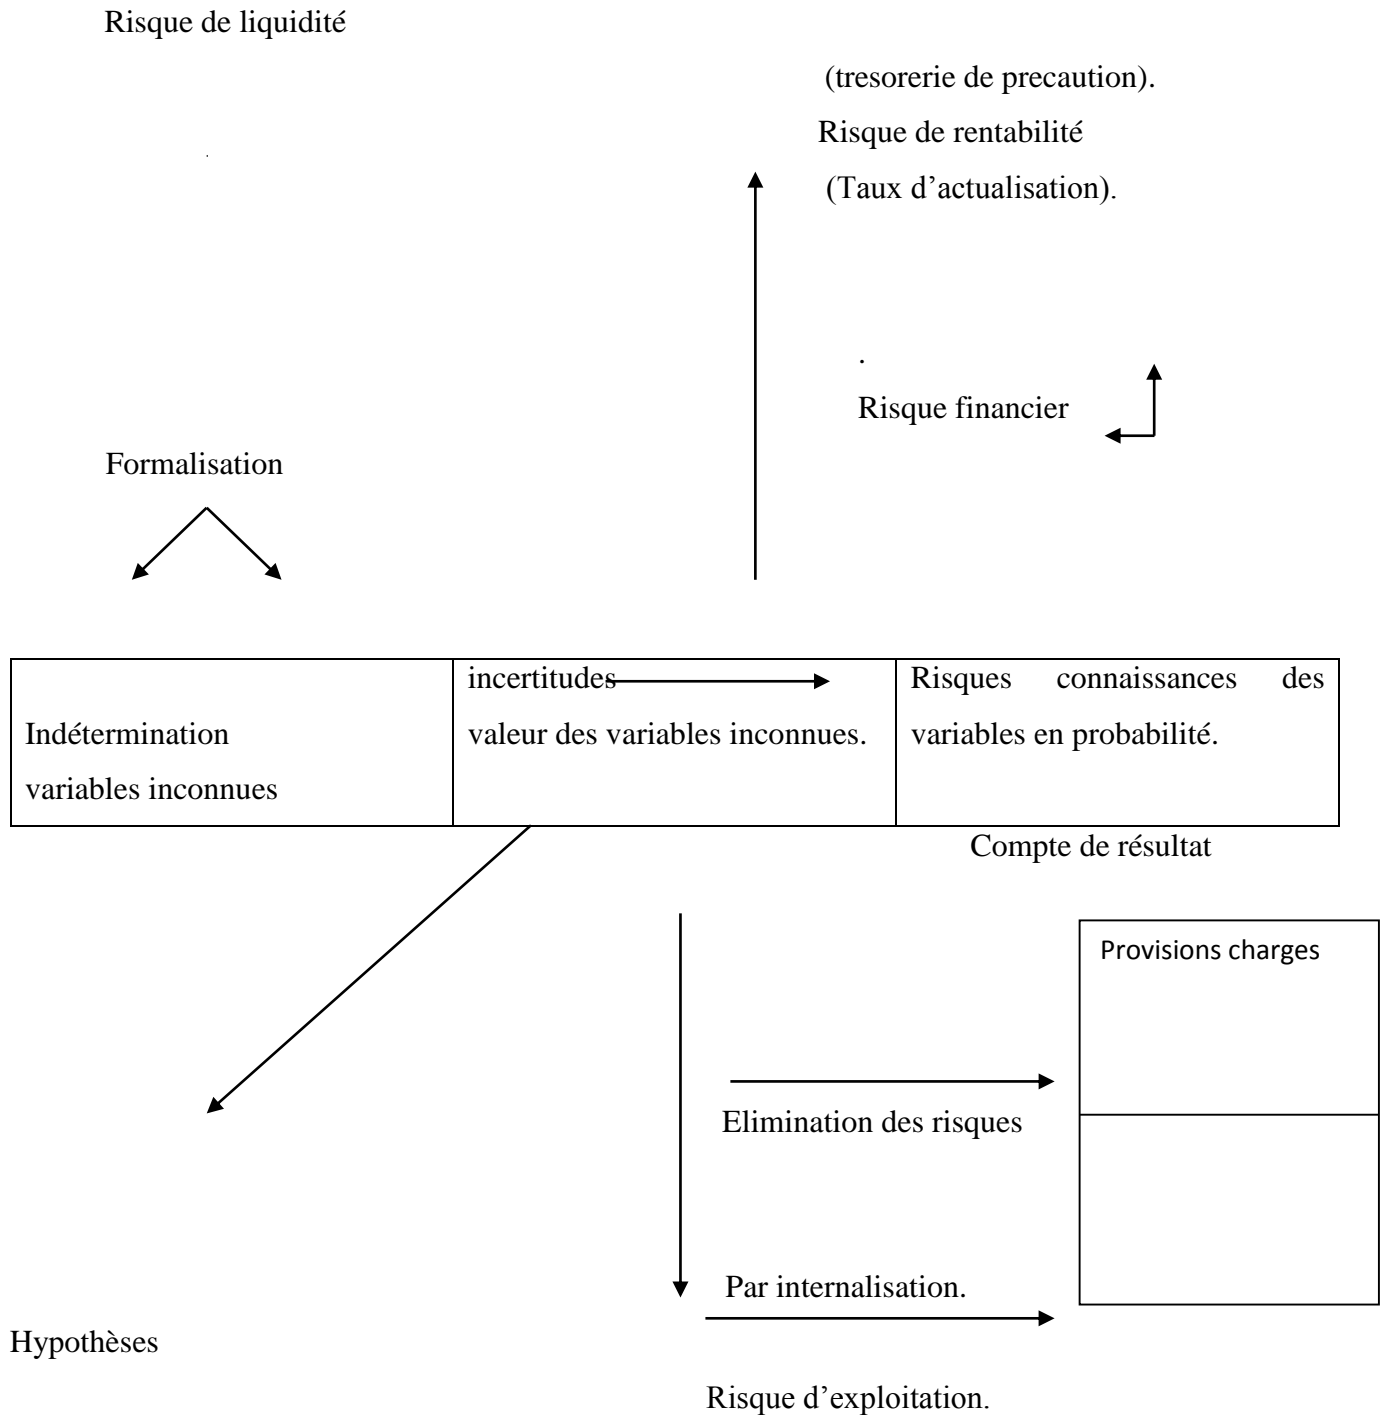 Risque de liquidité
(tresorerie de precaution).
Risque de rentabilité
(Taux d’actualisation).
.
Risque financier
Formalisation
Indétermination
variables inconnues
incertitudes
valeur des variables inconnues.
Risques connaissances des
variables en probabilité.
Compte de résultat
Provisions charges
Elimination des risques
Par internalisation.
Hypothèses
Risque d’exploitation.